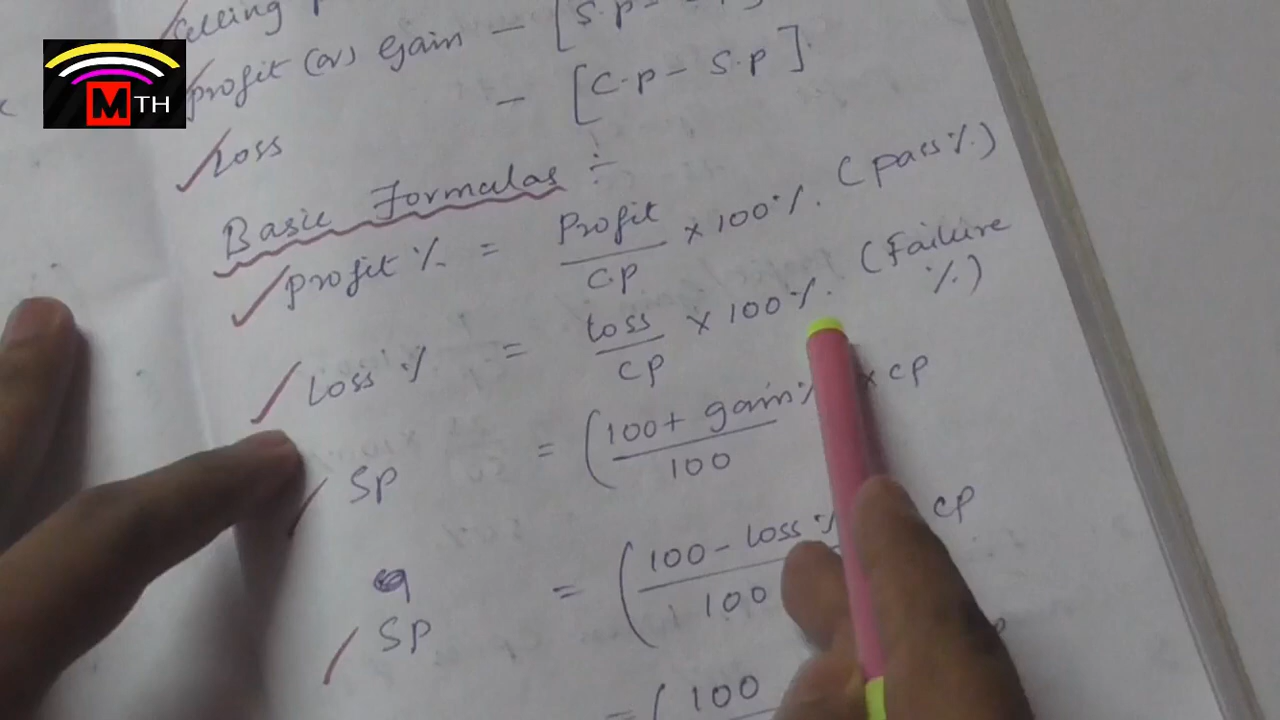 Selling
Profit (or) Gain — [S.P –
Loss — [C.P – S.P]
Basic Formulas :-
Profit % = Profit / CP × 100%. (Pass%)
Loss % = Loss / CP × 100%. (Failure %)
SP = (100 + gain% / 100 × CP
SP = (100 – Loss % / 100 CP
= (100
MTH